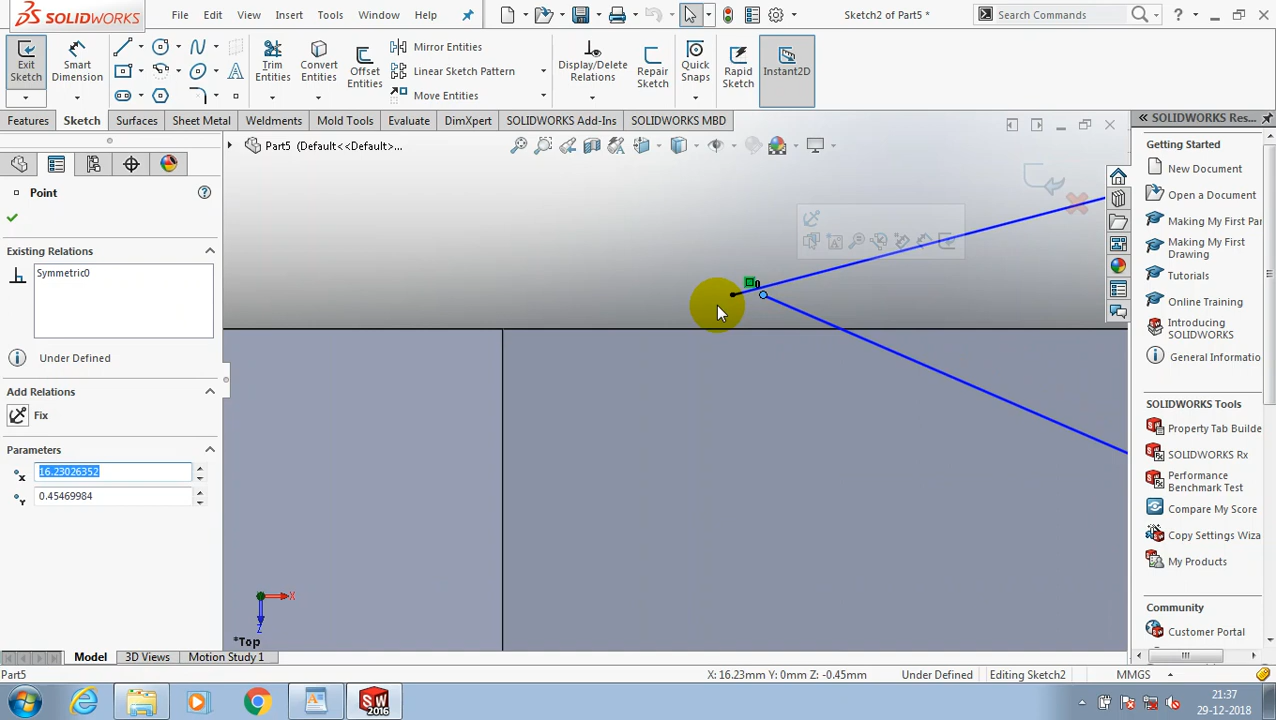 SOLIDWORKS File Edit View Insert Tools Window Help Sketch2 of Part5 * Search Commands
Exit Sketch Smart Dimension Trim Entities Convert Entities Offset Entities Mirror Entities Linear Sketch Pattern Move Entities Display/Delete Relations Repair Sketch Quick Snaps Rapid Sketch Instant2D
Features Sketch Surfaces Sheet Metal Weldments Mold Tools Evaluate DimXpert SOLIDWORKS Add-Ins SOLIDWORKS MBD
Part5 (Default<<Default>...
Point
Existing Relations
Symmetric0
Under Defined
Add Relations
Fix
Parameters
16.23026352
0.45469984
X
Z
*Top
SOLIDWORKS Res...
Getting Started
New Document
Open a Document
Making My First Par
Making My First
Drawing
Tutorials
Online Training
Introducing
SOLIDWORKS
General Informatio
SOLIDWORKS Tools
Property Tab Builde
SOLIDWORKS Rx
Performance
Benchmark Test
Compare My Score
Copy Settings Wiza
My Products
Community
Customer Portal
Model 3D Views Motion Study 1
Part5 X: 16.23mm Y: 0mm Z: -0.45mm Under Defined Editing Sketch2 MMGS
SW 2016
21:37
29-12-2018